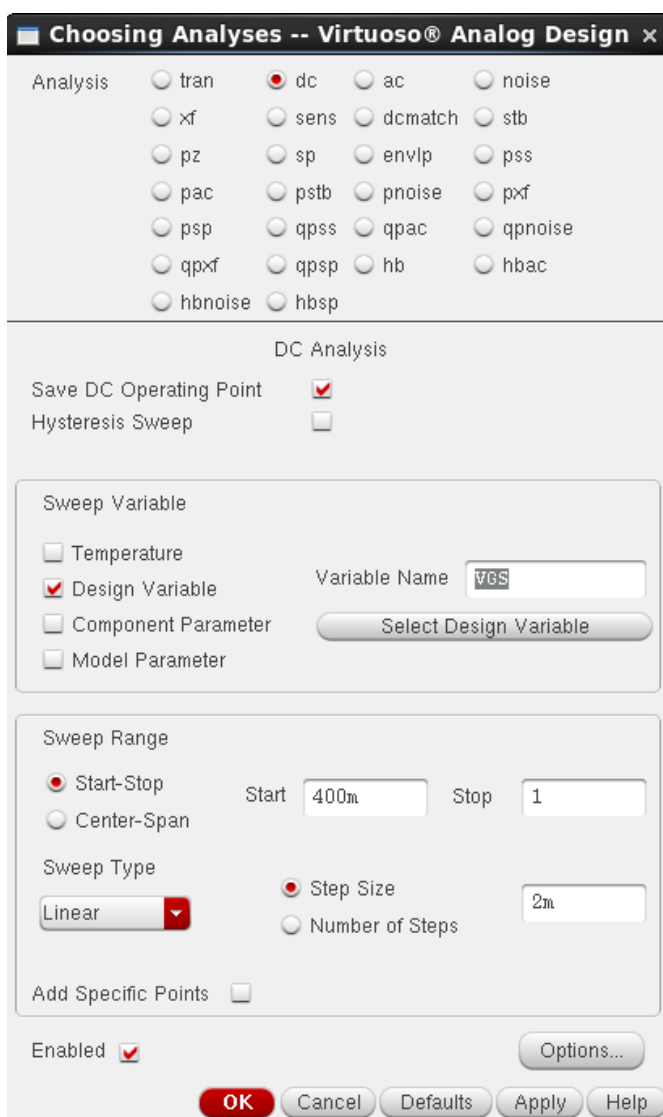 Choosing Analyses -- Virtuoso® Analog Design
Analysis tran dc ac noise
xf sens dcmatch stb
pz sp envlp pss
pac pstb pnoise pxf
psp qpss qpac qpnoise
qpxf qpsp hb hbac
hbnoise hbsp
DC Analysis
Save DC Operating Point
Hysteresis Sweep
Sweep Variable
Temperature
Design Variable
Component Parameter
Model Parameter
Variable Name VGS
Select Design Variable
Sweep Range
Start-Stop
Center-Span
Start 400m Stop 1
Sweep Type
Linear
Step Size
Number of Steps
2m
Add Specific Points
Enabled Options...
OK Cancel Defaults Apply Help